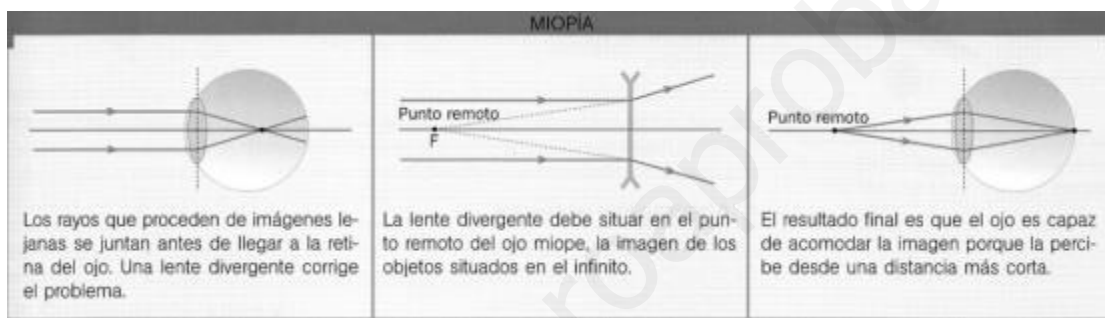 MIOPÍA
Punto remoto
F
Punto remoto
Los rayos que proceden de imágenes le-
janas se juntan antes de llegar a la reti-
na del ojo. Una lente divergente corrige
el problema.
La lente divergente debe situar en el pun-
to remoto del ojo miope, la imagen de los
objetos situados en el infinito.
El resultado final es que el ojo es capaz
de acomodar la imagen porque la perci-
be desde una distancia más corta.
roaproba